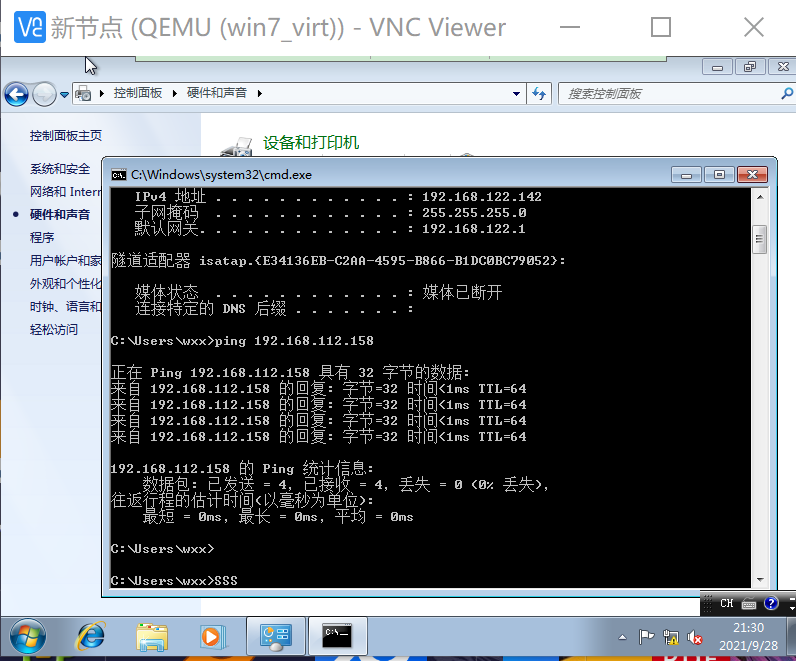 VC 新节点 (QEMU (win7_virt)) - VNC Viewer
控制面板 硬件和声音
搜索控制面板
控制面板主页
设备和打印机
系统和安全
网络和 Intern
硬件和声音
程序
用户帐户和家
外观和个性化
时钟、语言和
轻松访问
C:\Windows\system32\cmd.exe
IPv4 地址 . . . . . . . . . . . . : 192.168.122.142
子网掩码 . . . . . . . . . . . . : 255.255.255.0
默认网关. . . . . . . . . . . . . : 192.168.122.1
隧道适配器 isatap.{E34136EB-C2AA-4595-B866-B1DC0BC79052}:
媒体状态 . . . . . . . . . . . . : 媒体已断开
连接特定的 DNS 后缀 . . . . . . . :
C:\Users\wxx>ping 192.168.112.158
正在 Ping 192.168.112.158 具有 32 字节的数据:
来自 192.168.112.158 的回复: 字节=32 时间<1ms TTL=64
来自 192.168.112.158 的回复: 字节=32 时间<1ms TTL=64
来自 192.168.112.158 的回复: 字节=32 时间<1ms TTL=64
来自 192.168.112.158 的回复: 字节=32 时间<1ms TTL=64
192.168.112.158 的 Ping 统计信息:
数据包: 已发送 = 4, 已接收 = 4, 丢失 = 0 (0% 丢失),
往返行程的估计时间(以毫秒为单位):
最短 = 0ms, 最长 = 0ms, 平均 = 0ms
C:\Users\wxx>
C:\Users\wxx>SSS
CH
21:30
2021/9/28